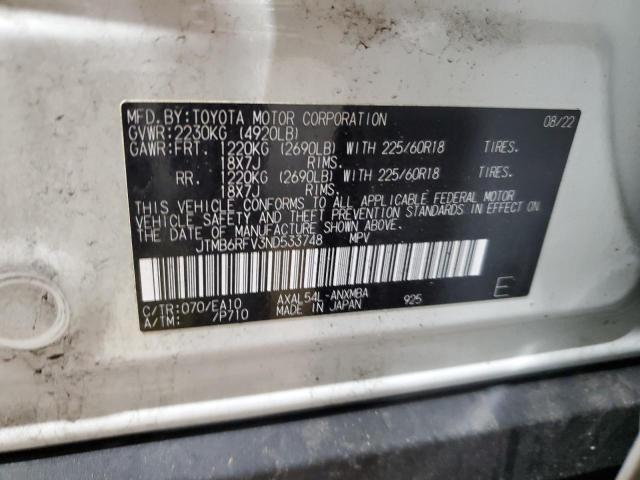 MFD. BY: TOYOTA MOTOR CORPORATION 08/22
GVWR: 2230KG (4920LB)
GAWR: FRT. 1220KG (2690LB) WITH 225/60R18 TIRES.
18X7J RIMS.
RR. 1220KG (2690LB) WITH 225/60R18 TIRES.
18X7J RIMS.
THIS VEHICLE CONFORMS TO ALL APPLICABLE FEDERAL MOTOR
VEHICLE SAFETY, BUMPER AND THEFT PREVENTION STANDARDS IN EFFECT
ON THE DATE OF MANUFACTURE SHOWN ABOVE.
JTMB6RFV3ND533748 MPV
C/TR: 070/EA10 AXAL54L-ANXMBA 925 E
A/TM: 7P710 MADE IN JAPAN